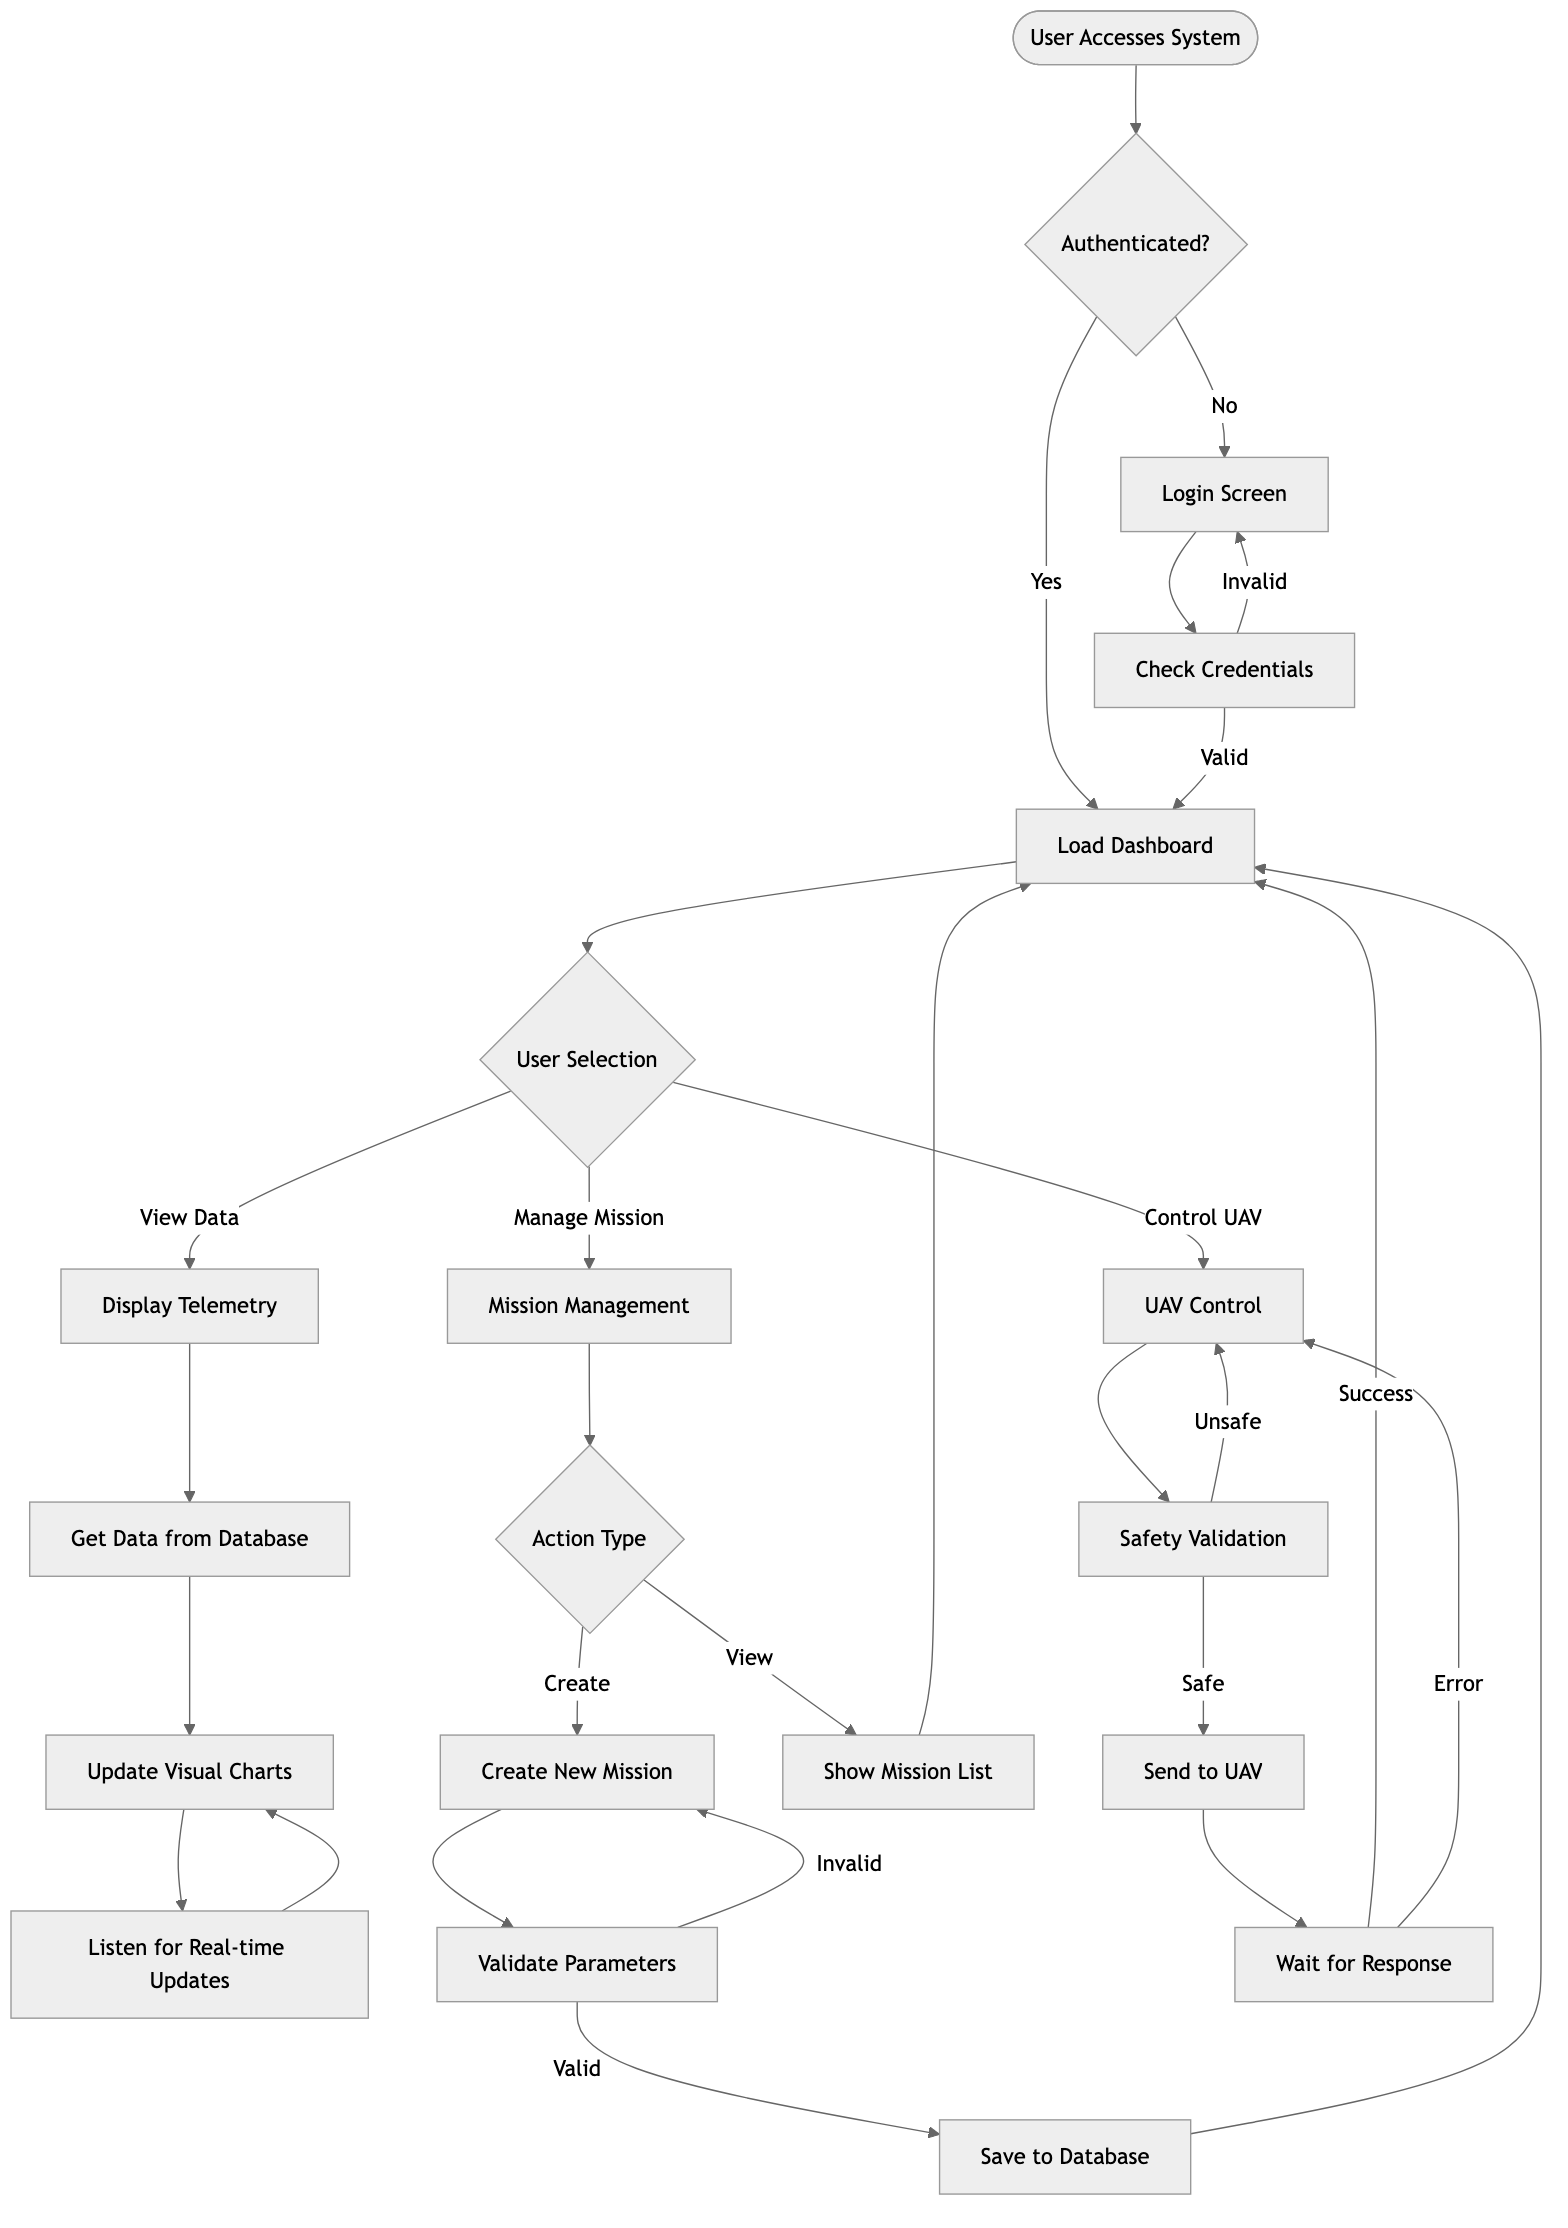 User Accesses System
Authenticated?
No
Login Screen
Yes
Invalid
Check Credentials
Valid
Load Dashboard
User Selection
View Data
Manage Mission
Control UAV
Display Telemetry
Mission Management
UAV Control
Success
Unsafe
Get Data from Database
Action Type
Safety Validation
View
Create
Safe
Error
Update Visual Charts
Create New Mission
Show Mission List
Send to UAV
Invalid
Listen for Real-time
Updates
Validate Parameters
Wait for Response
Valid
Save to Database